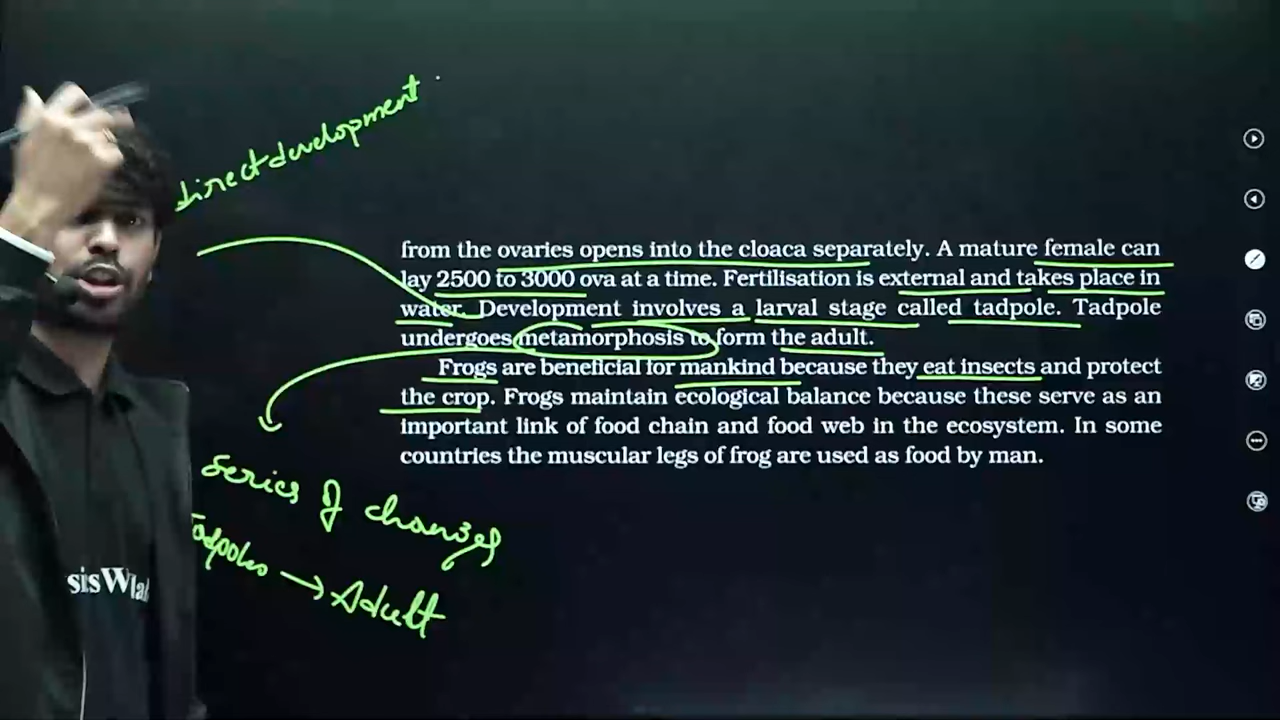 direct development
from the ovaries opens into the cloaca separately. A mature female can
lay 2500 to 3000 ova at a time. Fertilisation is external and takes place in
water. Development involves a larval stage called tadpole. Tadpole
undergoes metamorphosis to form the adult.
Frogs are beneficial for mankind because they eat insects and protect
the crop. Frogs maintain ecological balance because these serve as an
important link of food chain and food web in the ecosystem. In some
countries the muscular legs of frog are used as food by man.
Series of changes
Tadpoles → Adult